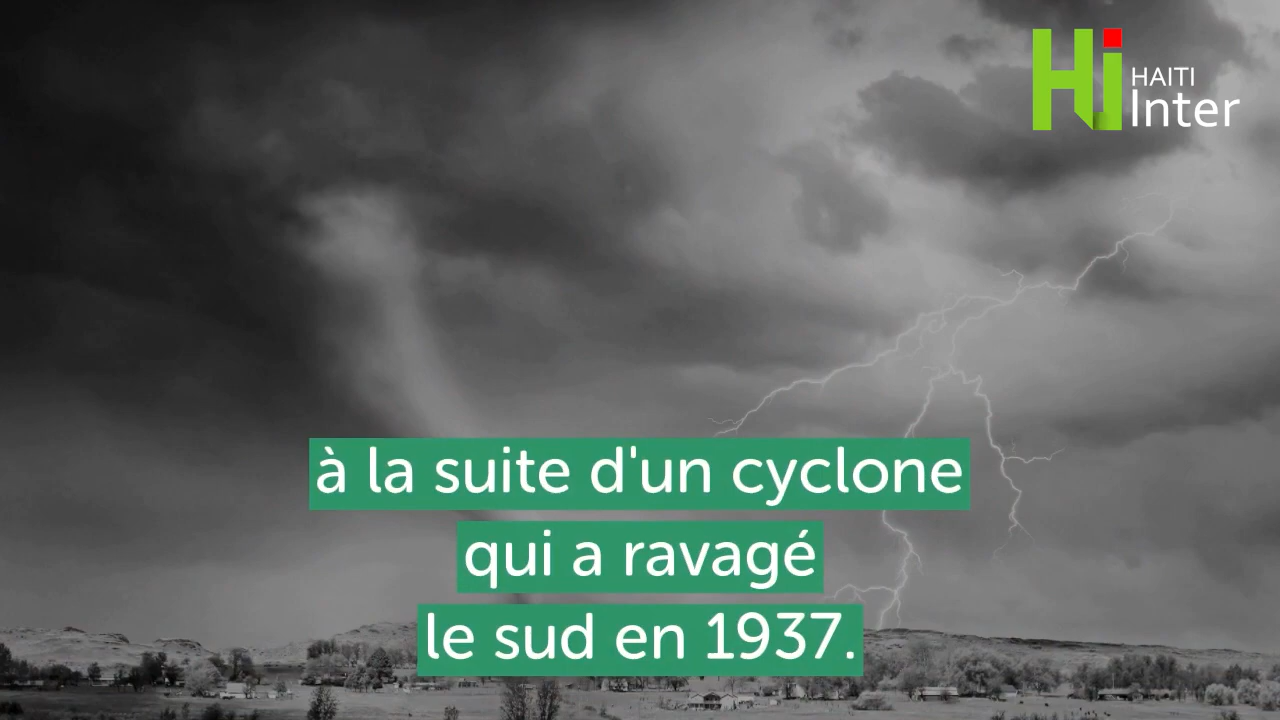 HAITI
Inter
à la suite d'un cyclone
qui a ravagé
le sud en 1937.